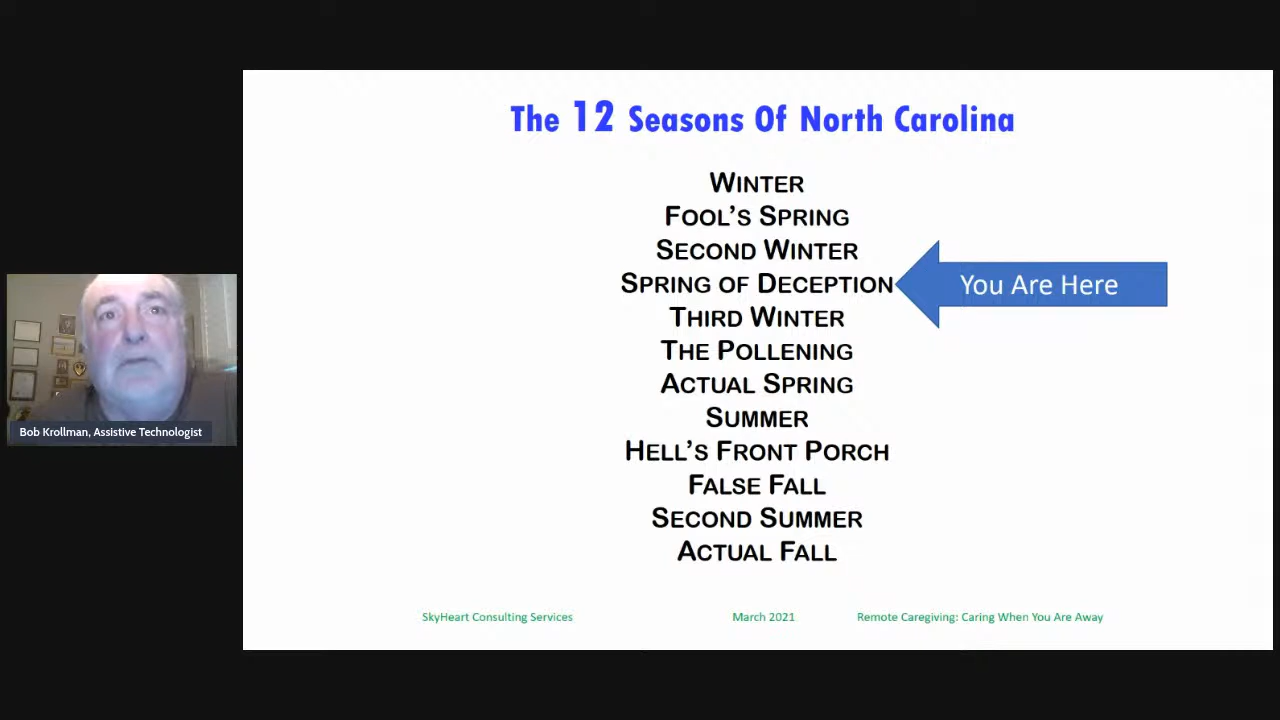 The 12 Seasons Of North Carolina
WINTER
FOOL'S SPRING
SECOND WINTER
SPRING OF DECEPTION
You Are Here
THIRD WINTER
THE POLLENING
ACTUAL SPRING
SUMMER
HELL'S FRONT PORCH
FALSE FALL
SECOND SUMMER
ACTUAL FALL
Bob Krollman, Assistive Technologist
SkyHeart Consulting Services
March 2021
Remote Caregiving: Caring When You Are Away